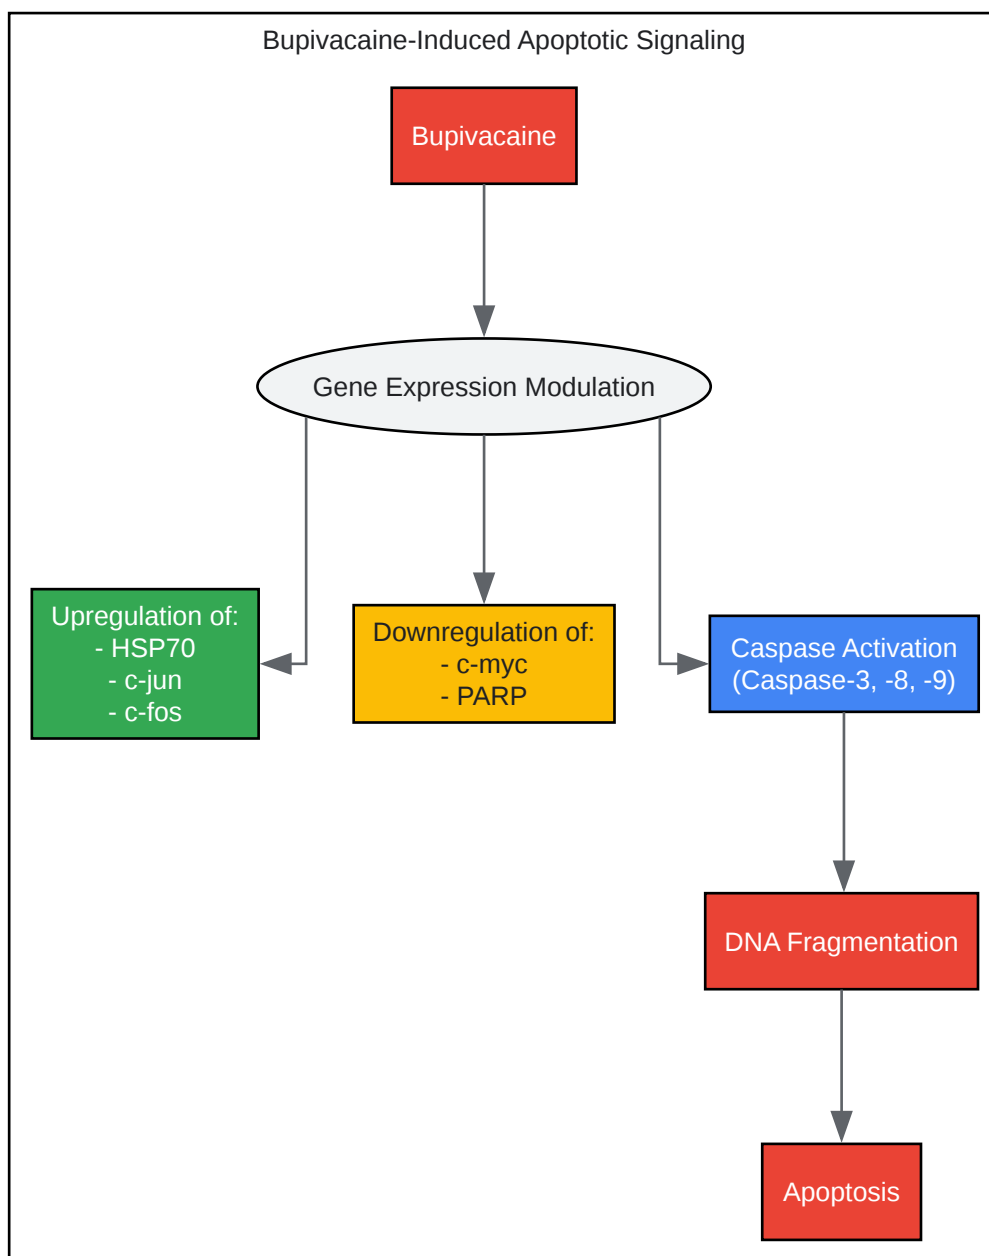 Bupivacaine-Induced Apoptotic Signaling
Bupivacaine
Gene Expression Modulation
Upregulation of:
- HSP70
- c-jun
- c-fos
Downregulation of:
- c-myc
- PARP
Caspase Activation
(Caspase-3, -8, -9)
DNA Fragmentation
Apoptosis